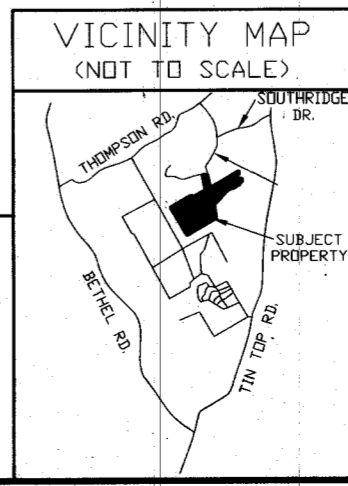 VICINITY MAP
(NOT TO SCALE)
SOUTHRIDGE
DR.
THOMPSON RD.
SUBJECT
PROPERTY
BETHEL RD.
TIN TOP RD.